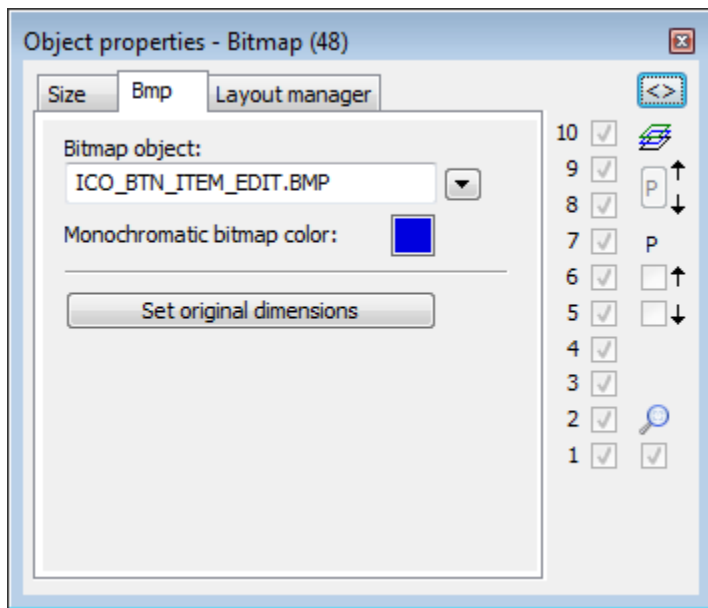 Object properties - Bitmap (48)
Size Bmp Layout manager
<>
Bitmap object:
ICO_BTN_ITEM_EDIT.BMP
Monochromatic bitmap color:
Set original dimensions
10
9
P
8
7 P
6
5
4
3
2
1